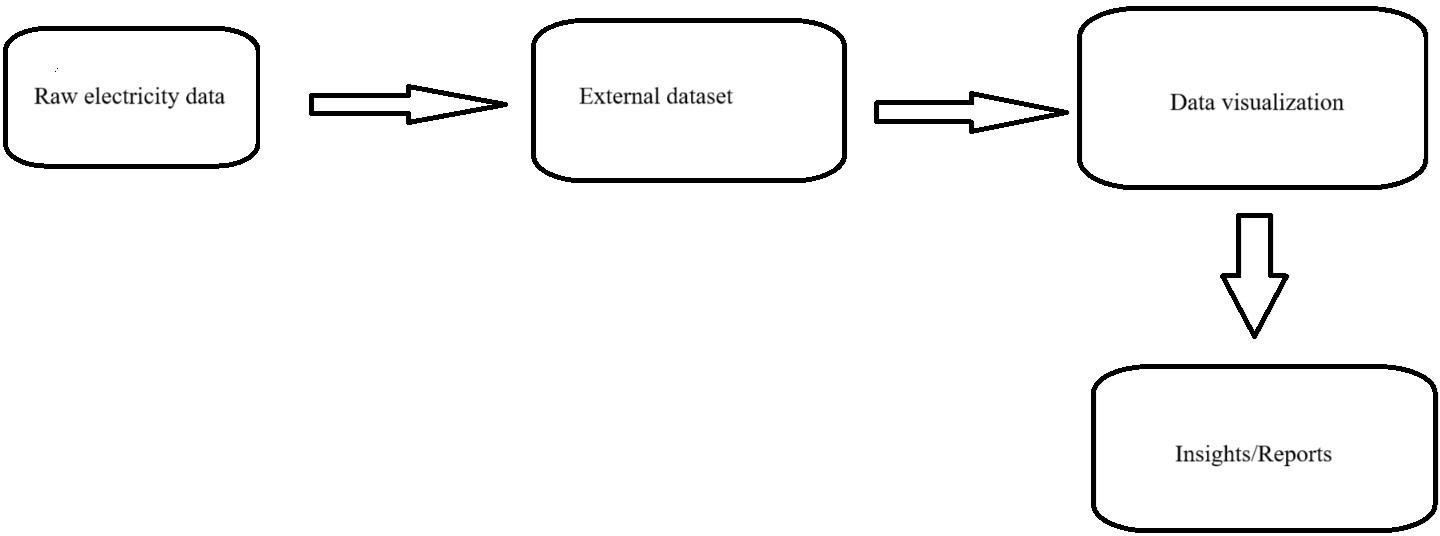 Raw electricity data
External dataset
Data visualization
Insights/Reports